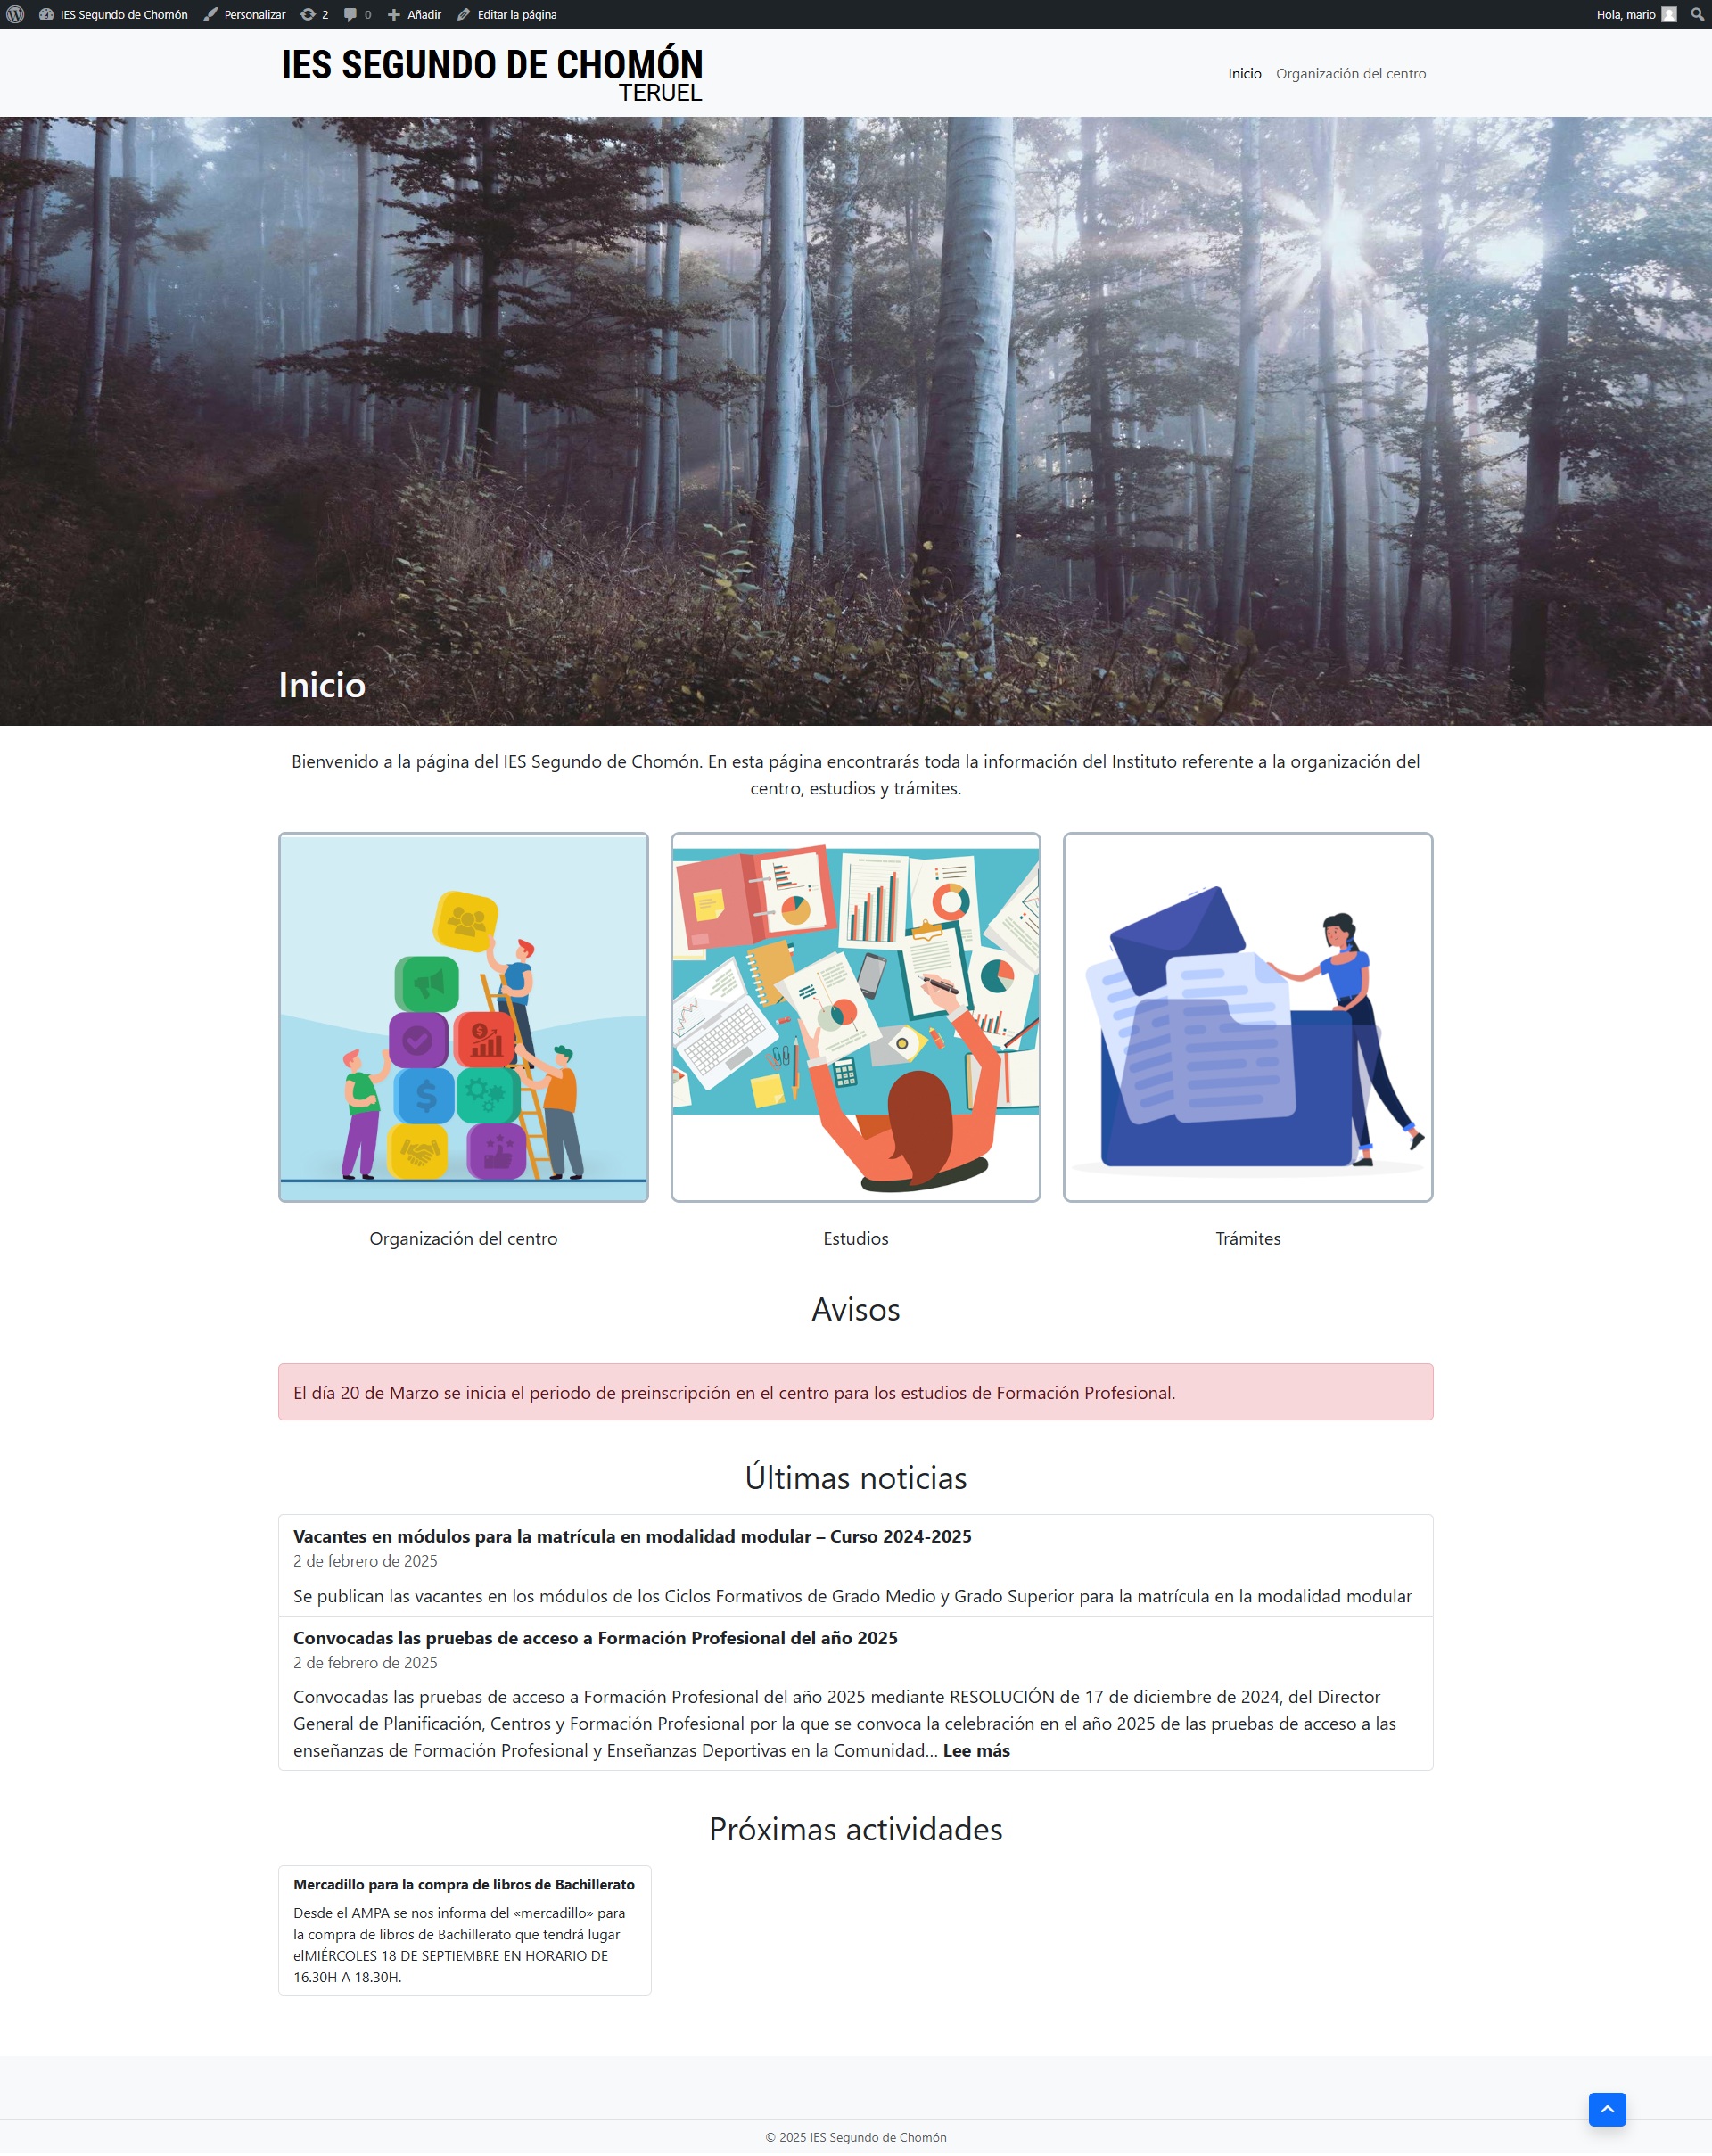 IES Segundo de Chomón Personalizar 2 0 Añadir Editar la página Hola, mario
IES SEGUNDO DE CHOMÓN
TERUEL
Inicio Organización del centro
Inicio
Bienvenido a la página del IES Segundo de Chomón. En esta página encontrarás toda la información del Instituto referente a la organización del
centro, estudios y trámites.
Organización del centro Estudios Trámites
Avisos
El día 20 de Marzo se inicia el periodo de preinscripción en el centro para los estudios de Formación Profesional.
Últimas noticias
Vacantes en módulos para la matrícula en modalidad modular – Curso 2024-2025
2 de febrero de 2025
Se publican las vacantes en los módulos de los Ciclos Formativos de Grado Medio y Grado Superior para la matrícula en la modalidad modular
Convocadas las pruebas de acceso a Formación Profesional del año 2025
2 de febrero de 2025
Convocadas las pruebas de acceso a Formación Profesional del año 2025 mediante RESOLUCIÓN de 17 de diciembre de 2024, del Director
General de Planificación, Centros y Formación Profesional por la que se convoca la celebración en el año 2025 de las pruebas de acceso a las
enseñanzas de Formación Profesional y Enseñanzas Deportivas en la Comunidad... Lee más
Próximas actividades
Mercadillo para la compra de libros de Bachillerato
Desde el AMPA se nos informa del «mercadillo» para
la compra de libros de Bachillerato que tendrá lugar
elMIÉRCOLES 18 DE SEPTIEMBRE EN HORARIO DE
16.30H A 18.30H.
© 2025 IES Segundo de Chomón